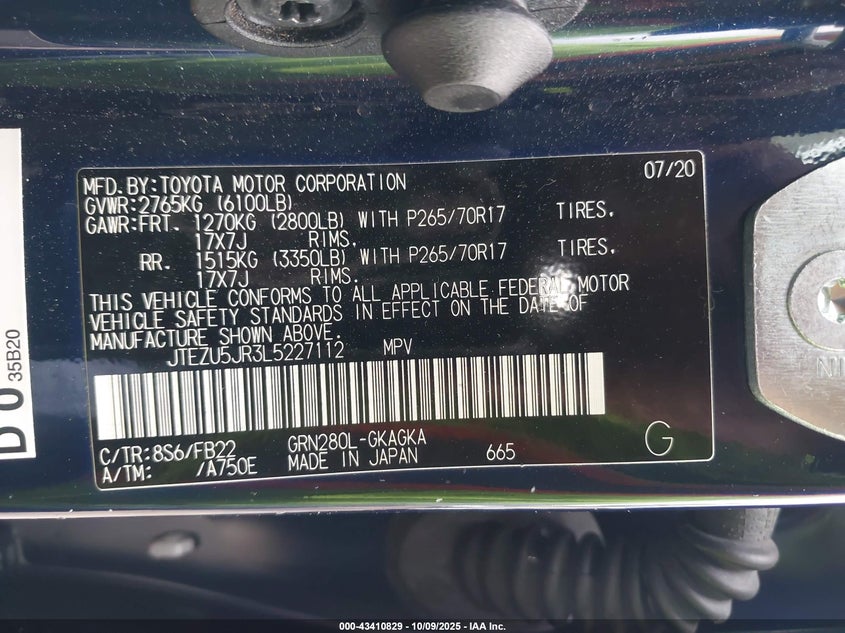 MFD. BY: TOYOTA MOTOR CORPORATION 07/20
GVWR: 2765KG (6100LB)
GAWR: FRT. 1270KG (2800LB) WITH P265/70R17 TIRES.
17X7J RIMS.
RR. 1515KG (3350LB) WITH P265/70R17 TIRES.
17X7J RIMS.
THIS VEHICLE CONFORMS TO ALL APPLICABLE FEDERAL MOTOR
VEHICLE SAFETY STANDARDS IN EFFECT ON THE DATE OF
MANUFACTURE SHOWN ABOVE.
JTEZU5JR3L5227112 MPV
C/TR: 8S6/FB22 GRN280L-GKAGKA
A/TM: /A750E MADE IN JAPAN 665 G
35B20
000-43410829 - 10/09/2025 - IAA Inc.